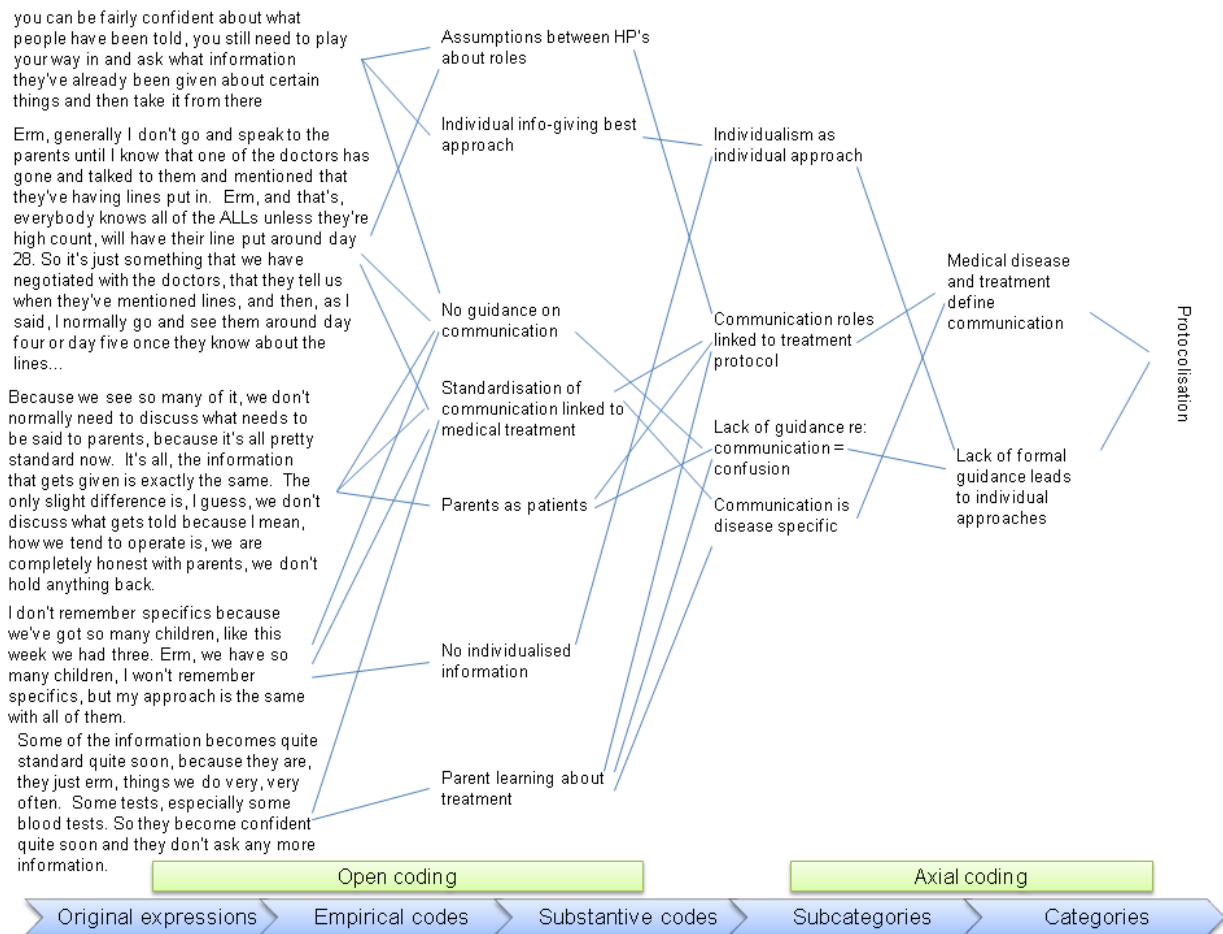 you can be fairly confident about what
people have been told, you still need to play
your way in and ask what information
they've already been given about certain
things and then take it from there
Erm, generally I don't go and speak to the
parents until I know that one of the doctors has
gone and talked to them and mentioned that
they've having lines put in.  Erm, and that's,
everybody knows all of the ALLs unless they're
high count, will have their line put around day
28. So it's just something that we have
negotiated with the doctors, that they tell us
when they've mentioned lines, and then, as I
said, I normally go and see them around day
four or day five once they know about the
lines...
Because we see so many of it, we don't
normally need to discuss what needs to
be said to parents, because it's all pretty
standard now.  It's all, the information
that gets given is exactly the same.  The
only slight difference is, I guess, we don't
discuss what gets told because I mean,
how we tend to operate is, we are
completely honest with parents, we don't
hold anything back.
I don't remember specifics because
we've got so many children, like this
week we had three. Erm, we have so
many children, I won't remember
specifics, but my approach is the same
with all of them.
Some of the information becomes quite
standard quite soon, because they are,
they just erm, things we do very, very
often.  Some tests, especially some
blood tests. So they become confident
quite soon and they don't ask any more
information.
Assumptions between HP's
about roles
Individual info-giving best
approach
No guidance on
communication
Standardisation of
communication linked to
medical treatment
Parents as patients
No individualised
information
Parent learning about
treatment
Individualism as
individual approach
Communication roles
linked to treatment
protocol
Lack of guidance re:
communication =
confusion
Communication is
disease specific
Medical disease
and treatment
define
communication
Lack of formal
guidance leads
to individual
approaches
Protocolisation
Open coding
Axial coding
Original expressions
Empirical codes
Substantive codes
Subcategories
Categories